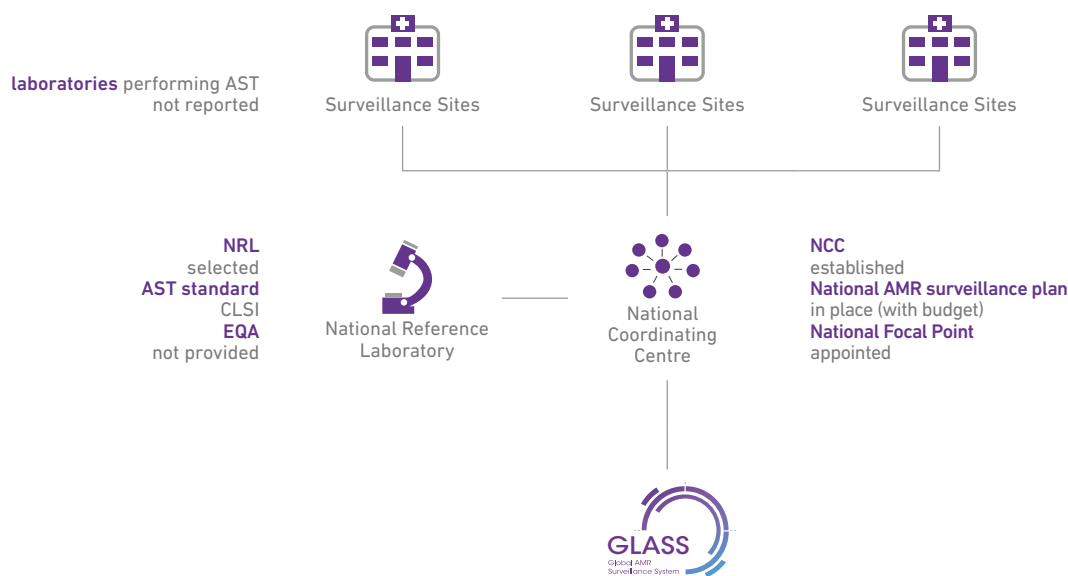 laboratories performing AST
not reported
Surveillance Sites
Surveillance Sites
Surveillance Sites
NRL
selected
AST standard
CLSI
EQA
not provided
National Reference
Laboratory
National
Coordinating
Centre
NCC
established
National AMR surveillance plan
in place (with budget)
National Focal Point
appointed
GLASS
Global AMR
Surveillance System